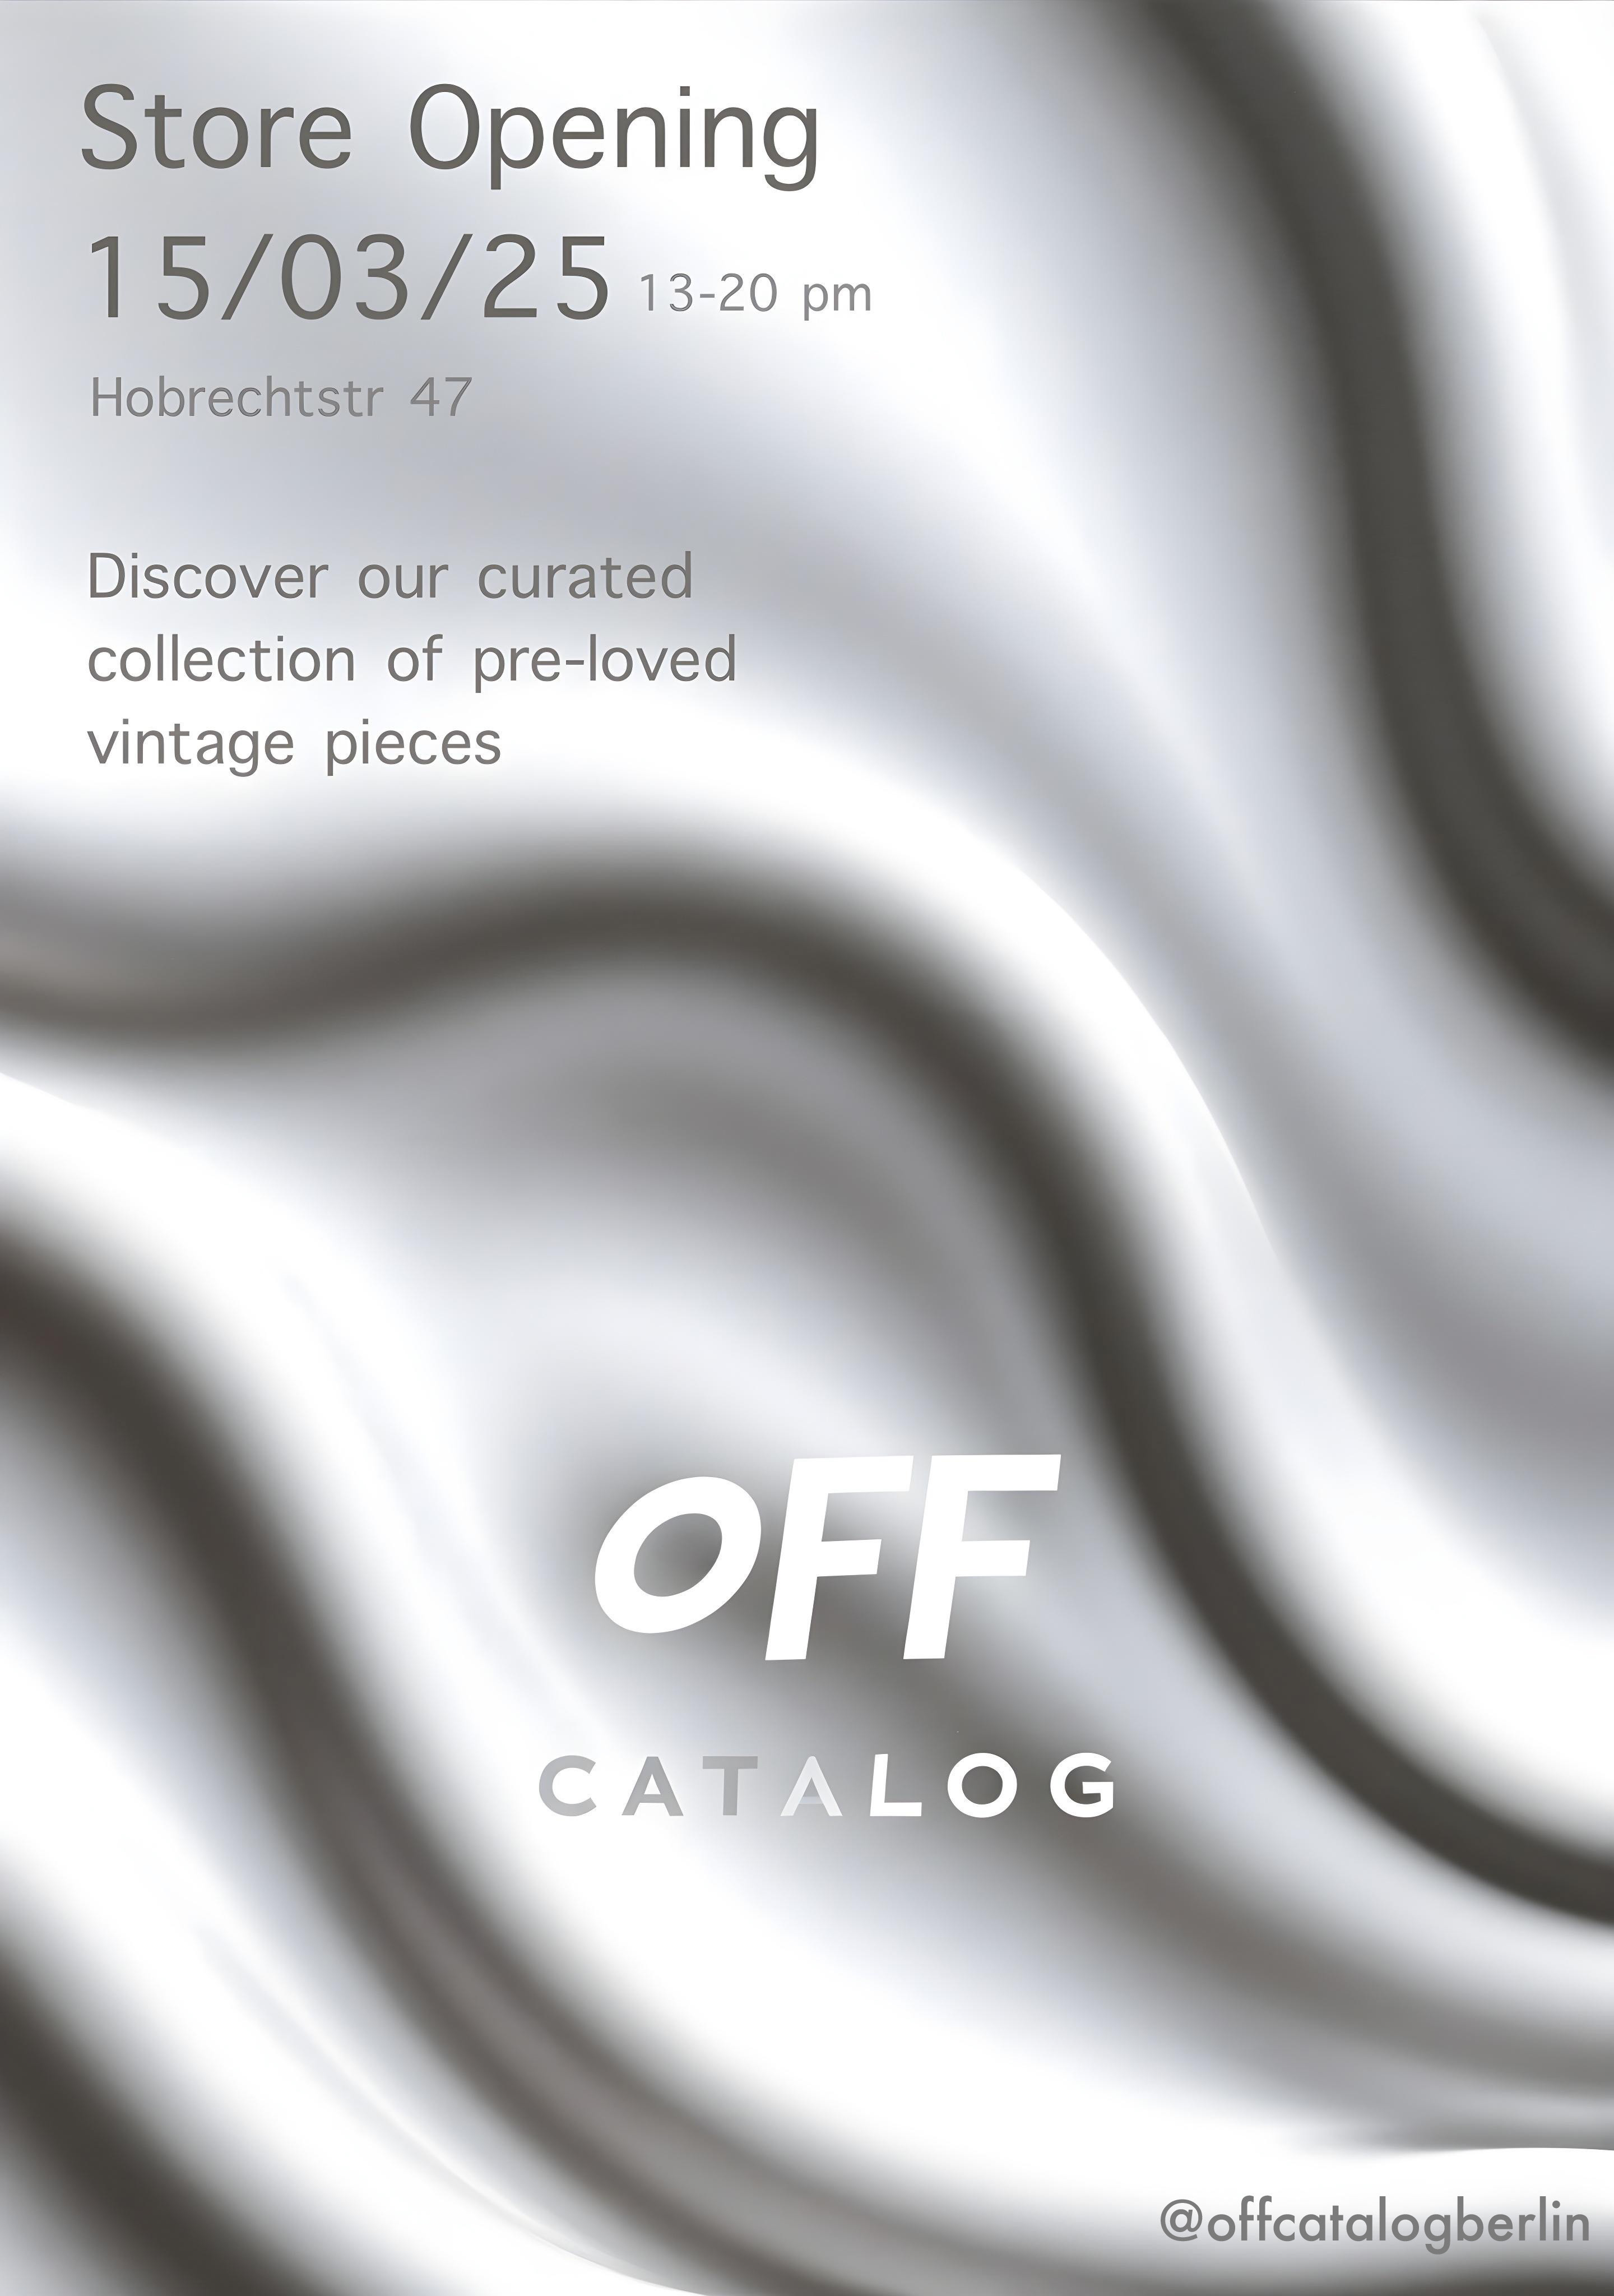 Store Opening
15/03/25 13-20 pm
Hobrechtstr 47
Discover our curated
collection of pre-loved
vintage pieces
OFF
CATALOG
@offcatalogberlin